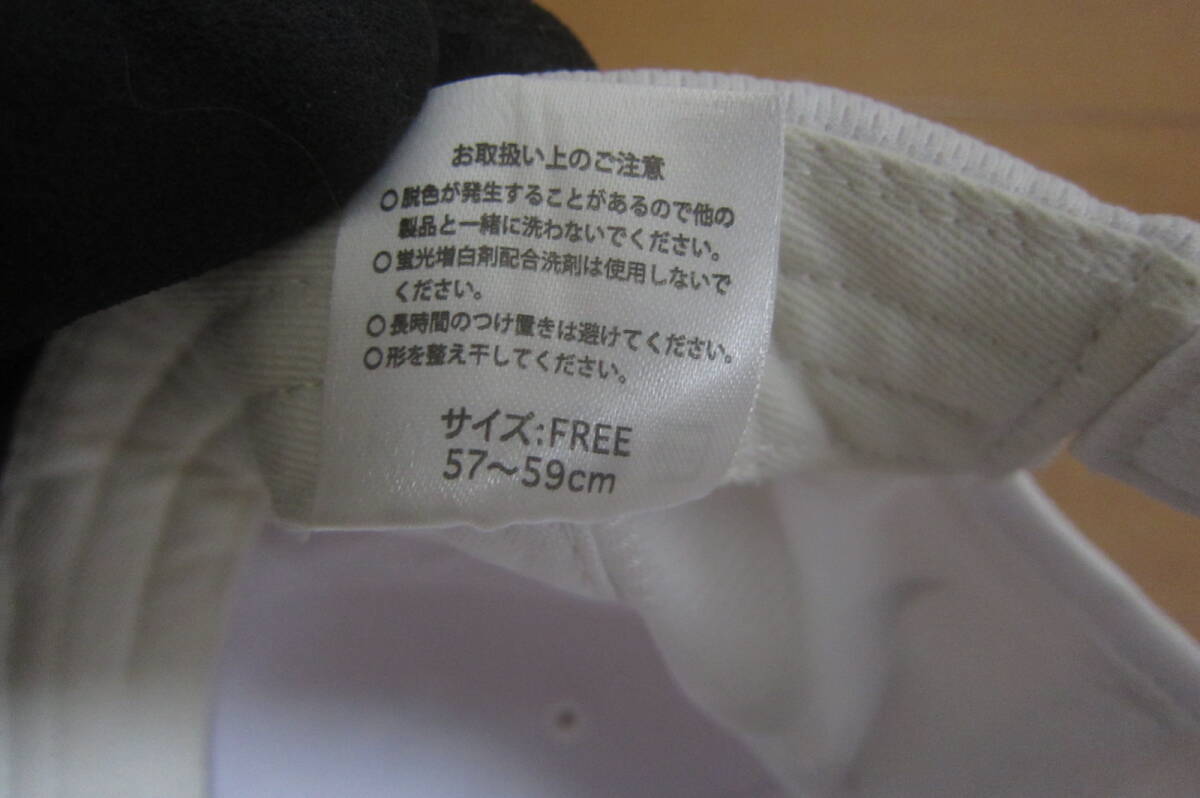 お取扱い上のご注意
○脱色が発生することがあるので他の
製品と一緒に洗わないでください。
○蛍光増白剤配合洗剤は使用しないで
ください。
○長時間のつけ置きは避けてください。
○形を整え干してください。
サイズ:FREE
57～59cm